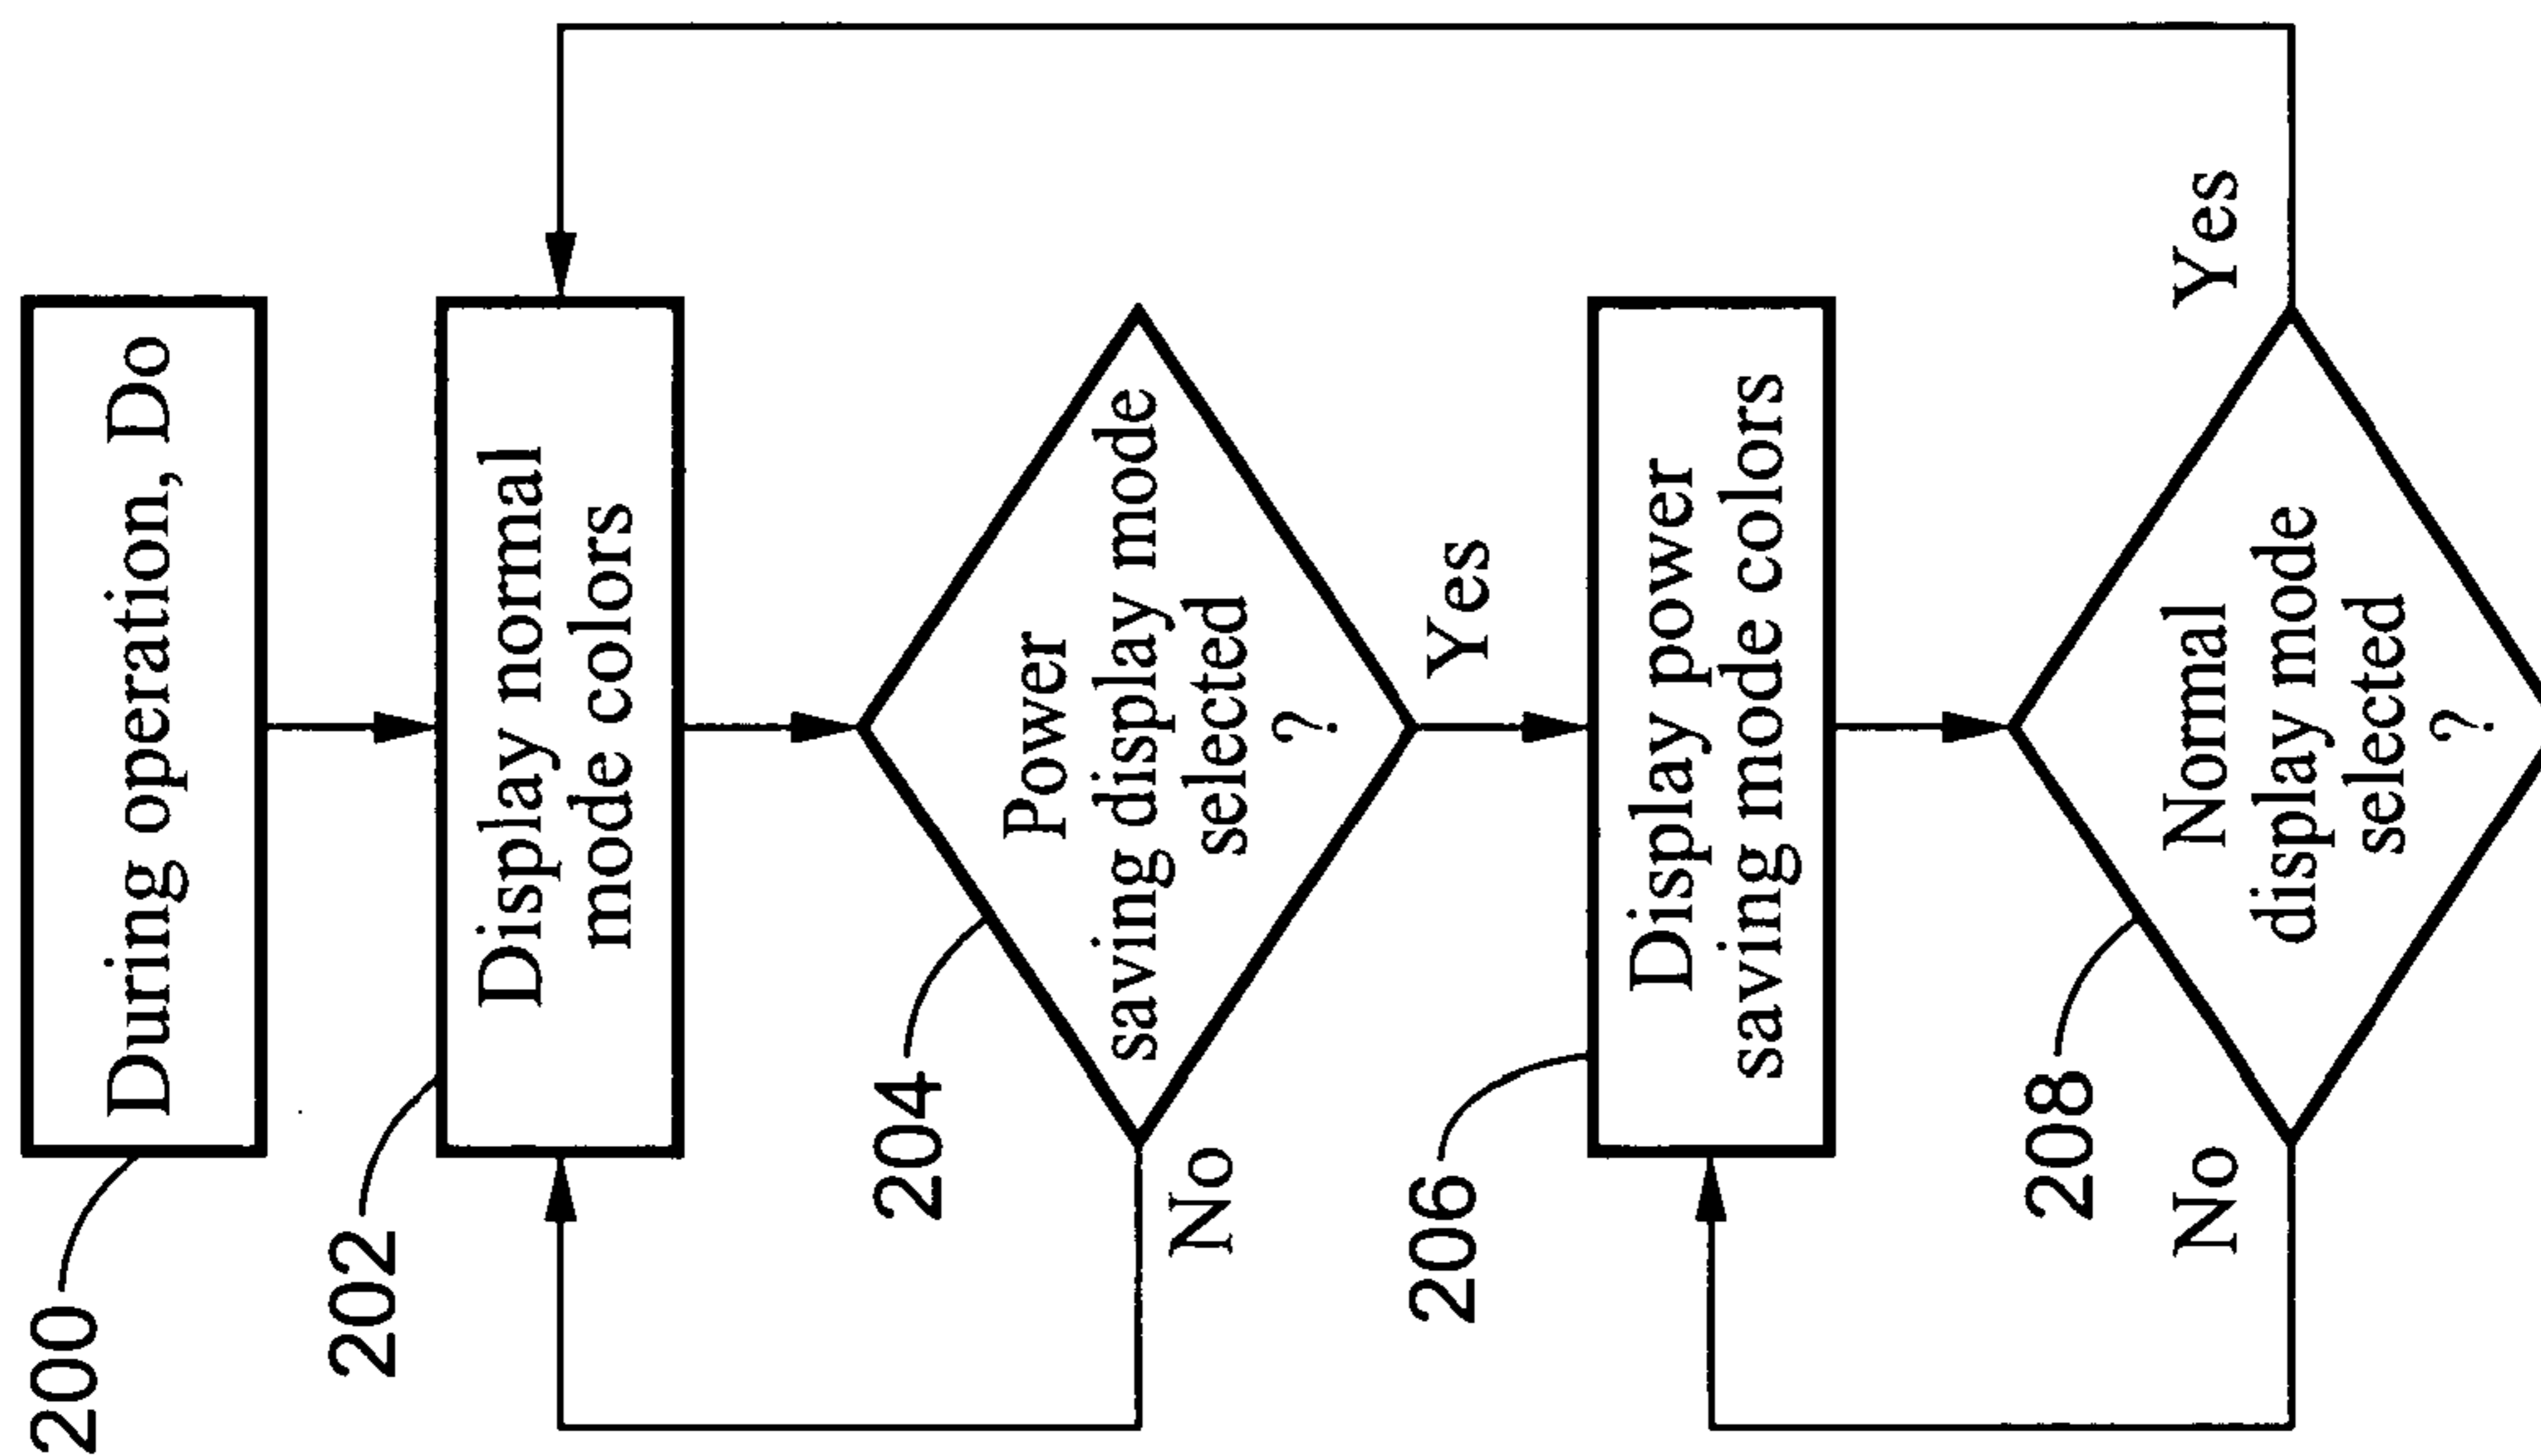 200
During operation, Do
202
Display normal
mode colors
204
Power
saving display mode
selected
?
No
Yes
206
Display power
saving mode colors
208
Normal
display mode
selected
?
No
Yes